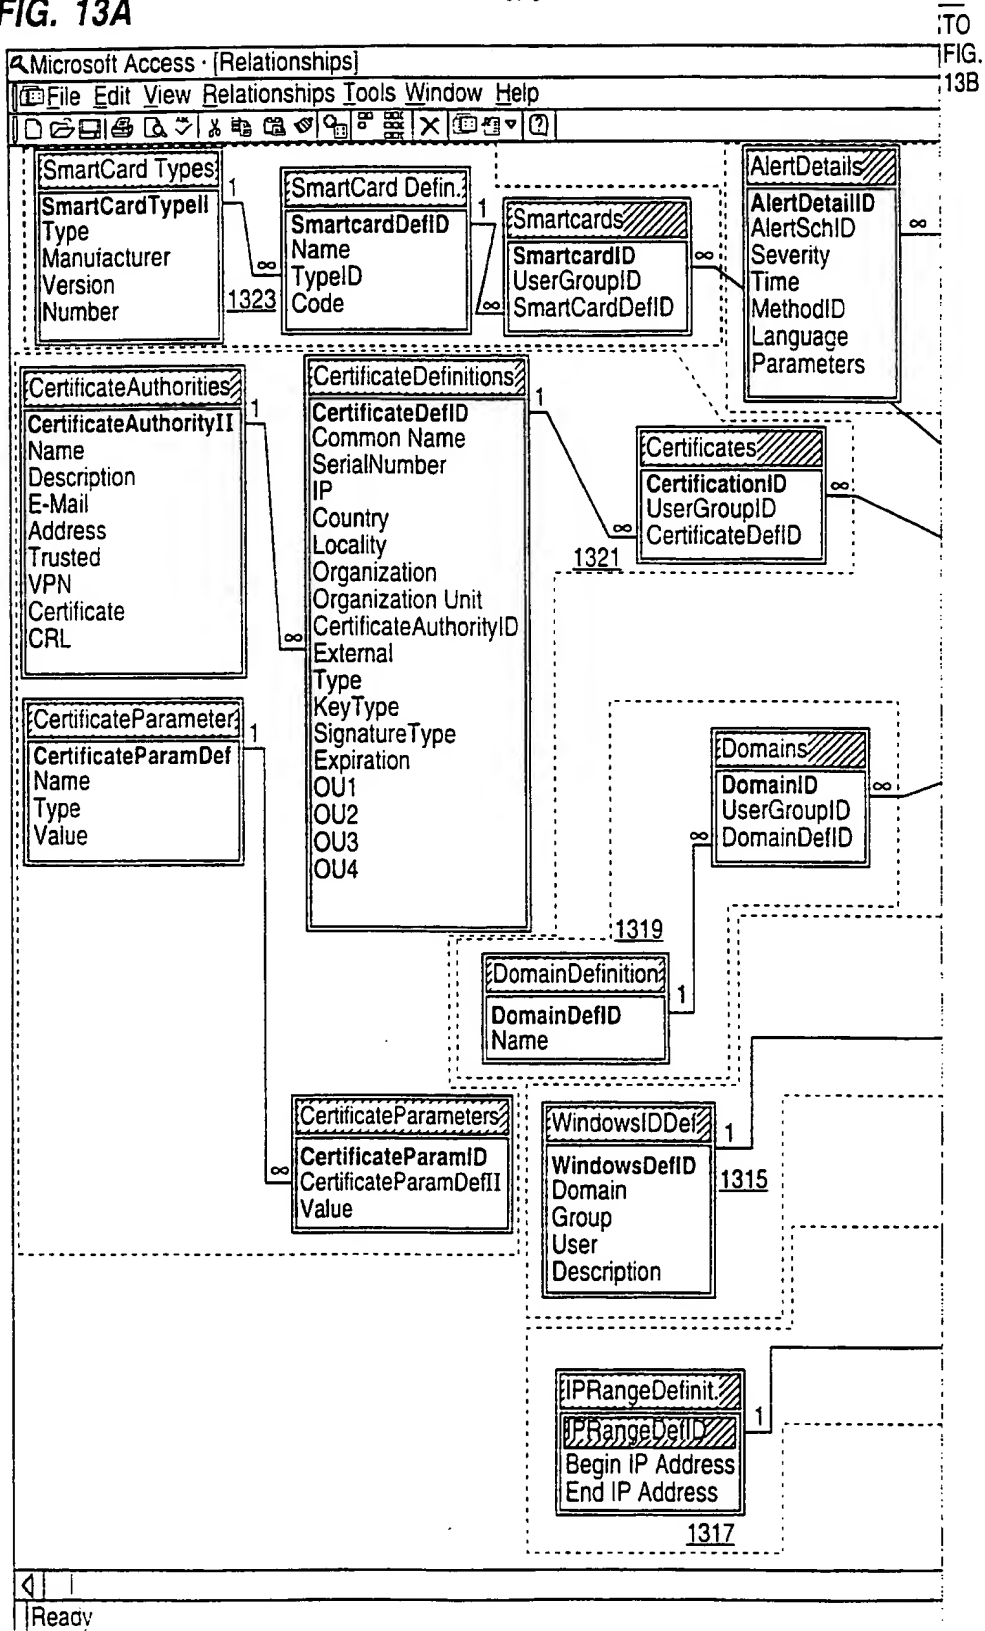 FIG. 13A
TO
FIG.
13B
Microsoft Access · [Relationships]
File Edit View Relationships Tools Window Help
SmartCard Types
SmartCardTypeII
Type
Manufacturer
Version
Number
1
∞
1323
SmartCard Defin.
SmartcardDefID
Name
TypeID
Code
1
∞
Smartcards
SmartcardID
UserGroupID
SmartCardDefID
∞
AlertDetails
AlertDetailID
AlertSchID
Severity
Time
MethodID
Language
Parameters
∞
CertificateAuthorities
CertificateAuthorityII
Name
Description
E-Mail
Address
Trusted
VPN
Certificate
CRL
1
∞
CertificateDefinitions
CertificateDefID
Common Name
SerialNumber
IP
Country
Locality
Organization
Organization Unit
CertificateAuthorityID
External
Type
KeyType
SignatureType
Expiration
OU1
OU2
OU3
OU4
1
∞
1321
Certificates
CertificationID
UserGroupID
CertificateDefID
∞
CertificateParameter
CertificateParamDef
Name
Type
Value
1
∞
Domains
DomainID
UserGroupID
DomainDefID
∞
∞
1319
DomainDefinition
DomainDefID
Name
1
CertificateParameters
CertificateParamID
CertificateParamDefII
Value
WindowsIDDef
WindowsDefID
Domain
Group
User
Description
1
1315
IPRangeDefinit.
IPRangeDefID
Begin IP Address
End IP Address
1
1317
Ready